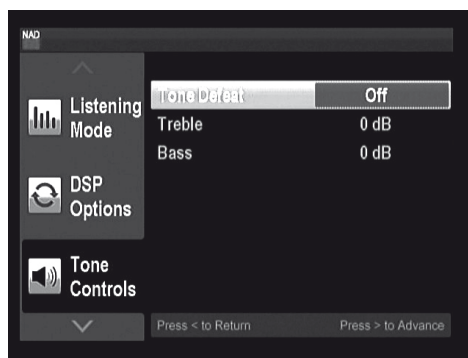 NAD
Listening
Mode
DSP
Options
Tone
Controls
Tone Defeat Off
Treble 0 dB
Bass 0 dB
Press < to Return Press > to Advance